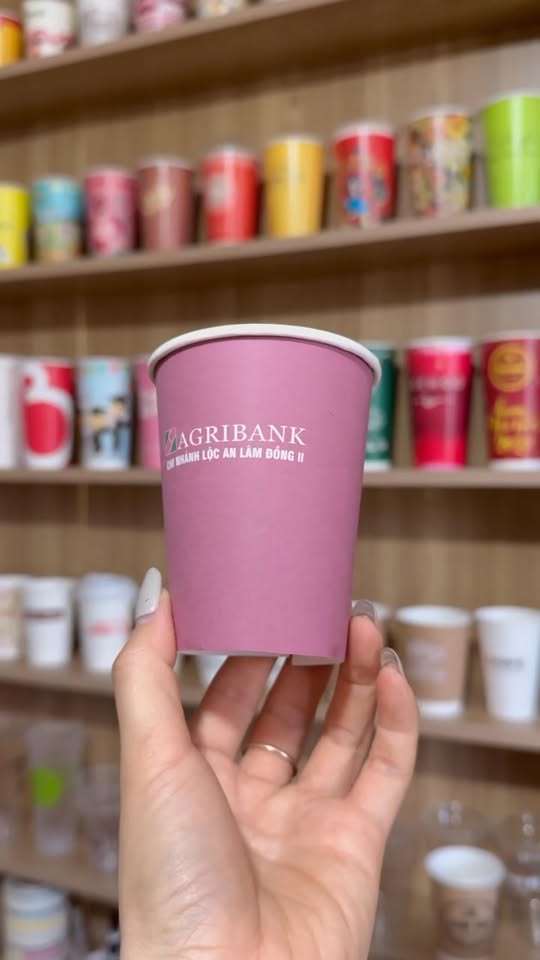 AGRIBANK
CHI NHÁNH LỘC AN LÂM ĐỒNG II